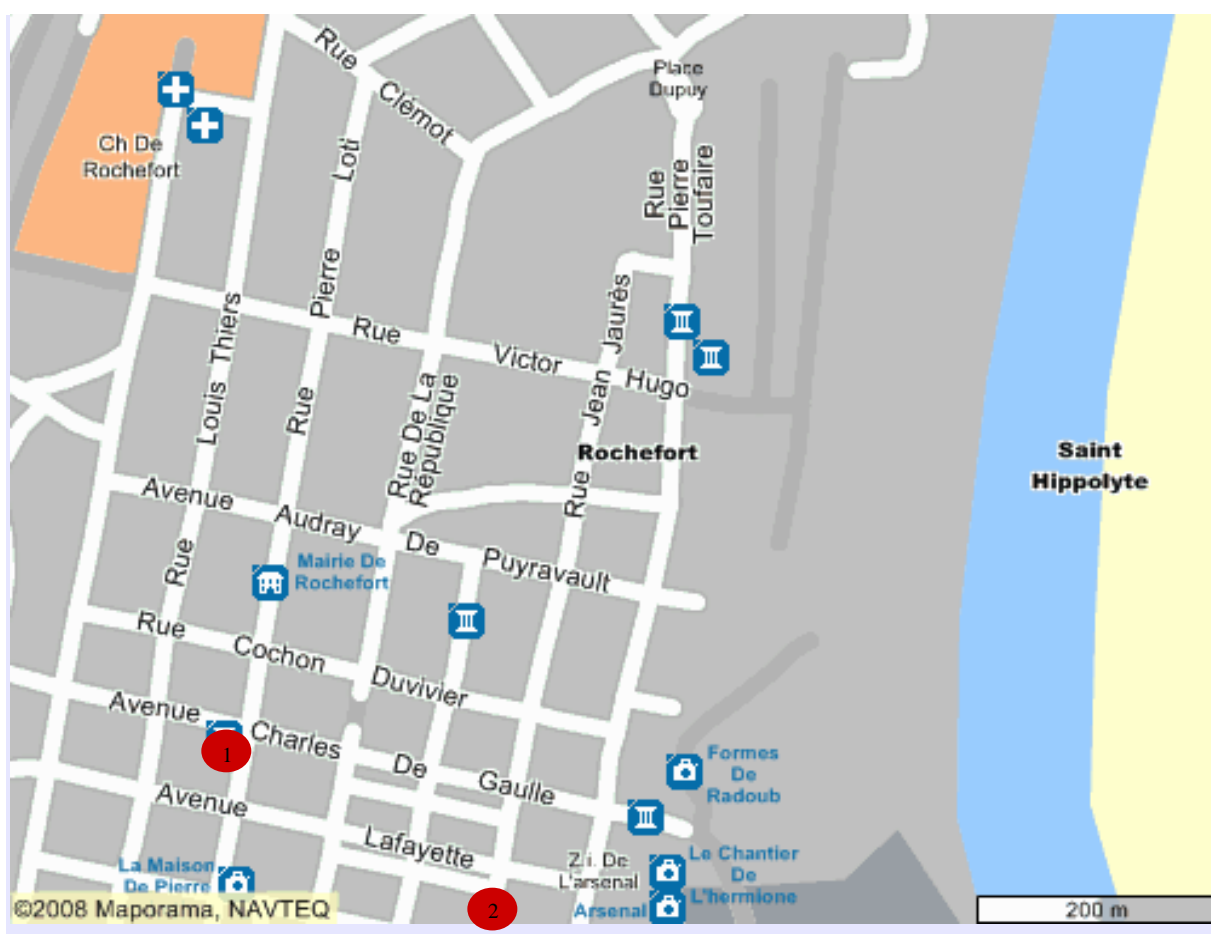 Rue
Clémot
Place
Dupuy
Ch De
Rochefort
Rue
Pierre
Toufaire
Rue Pierre Loti
Rue Louis Thiers
Rue Victor Hugo
Rue Jean Jaurès
Rue De La
République
Rochefort
Saint
Hippolyte
Avenue Audray De Puyravault
Mairie De
Rochefort
Rue Cochon Duvivier
Avenue Charles De Gaulle
1
Formes
De
Radoub
Avenue Lafayette
La Maison
De Pierre
Z.i. De
L'arsenal
Le Chantier
De
L'hermione
Arsenal
2
©2008 Maporama, NAVTEQ
200 m